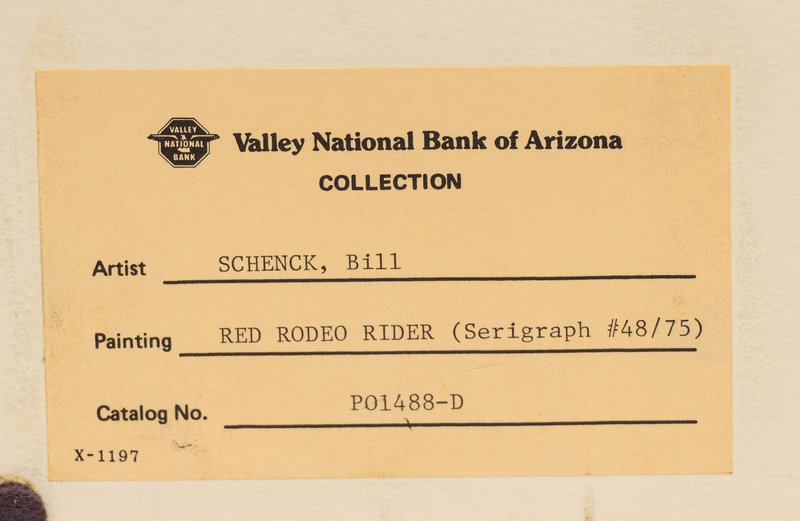 VALLEY
NATIONAL
BANK
Valley National Bank of Arizona
COLLECTION
Artist SCHENCK, Bill
Painting RED RODEO RIDER (Serigraph #48/75)
Catalog No. PO1488-D
X-1197